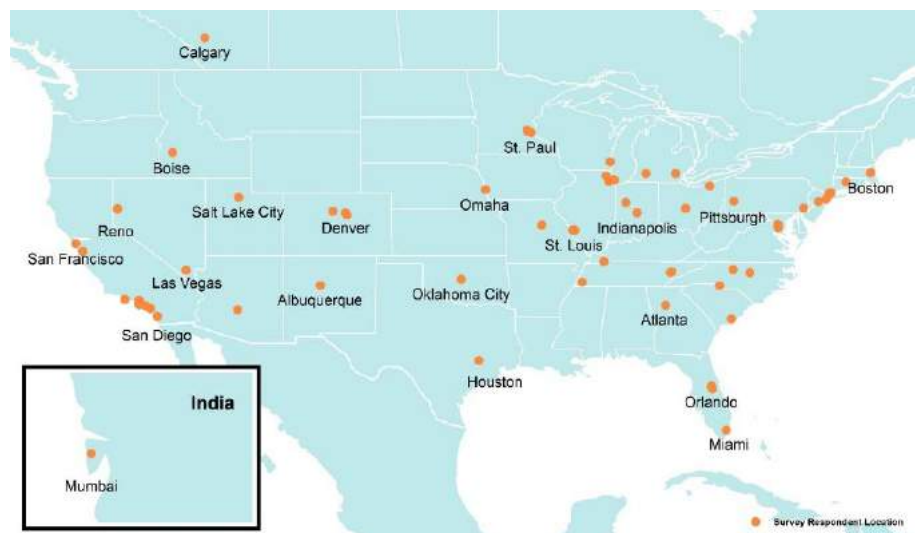 Calgary
St. Paul
Boise
Boston
Omaha
Salt Lake City
Pittsburgh
Denver
Indianapolis
Reno
St. Louis
San Francisco
Las Vegas
Albuquerque
Oklahoma City
Atlanta
San Diego
Houston
India
Orlando
Miami
Mumbai
Survey Respondent Location